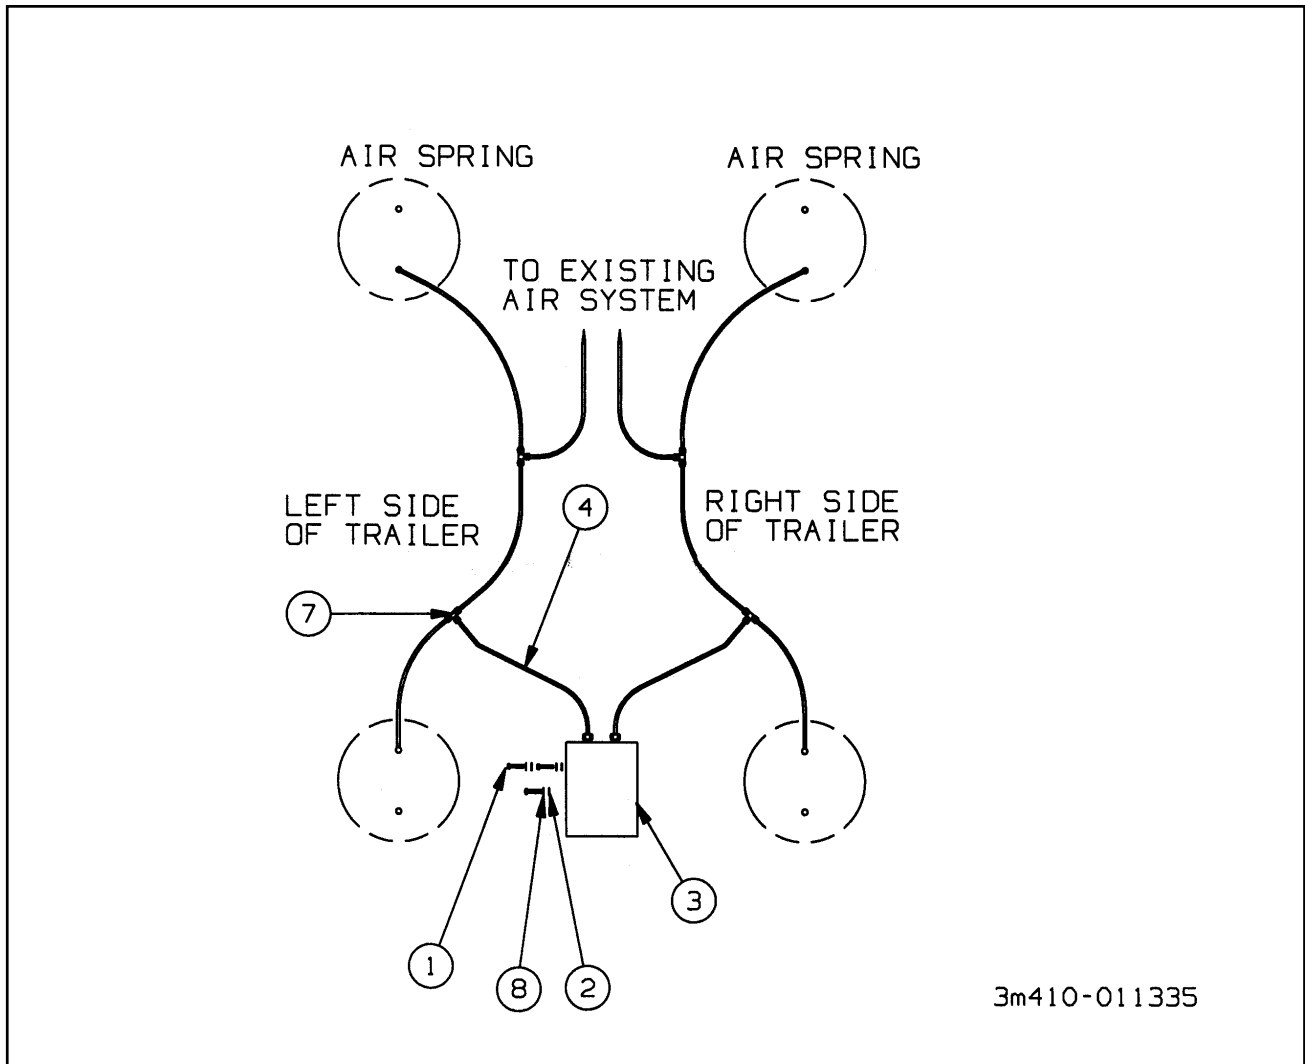 AIR SPRING
AIR SPRING
TO EXISTING
AIR SYSTEM
LEFT SIDE
OF TRAILER
4
RIGHT SIDE
OF TRAILER
7
3
1
8
2
3m410-011335